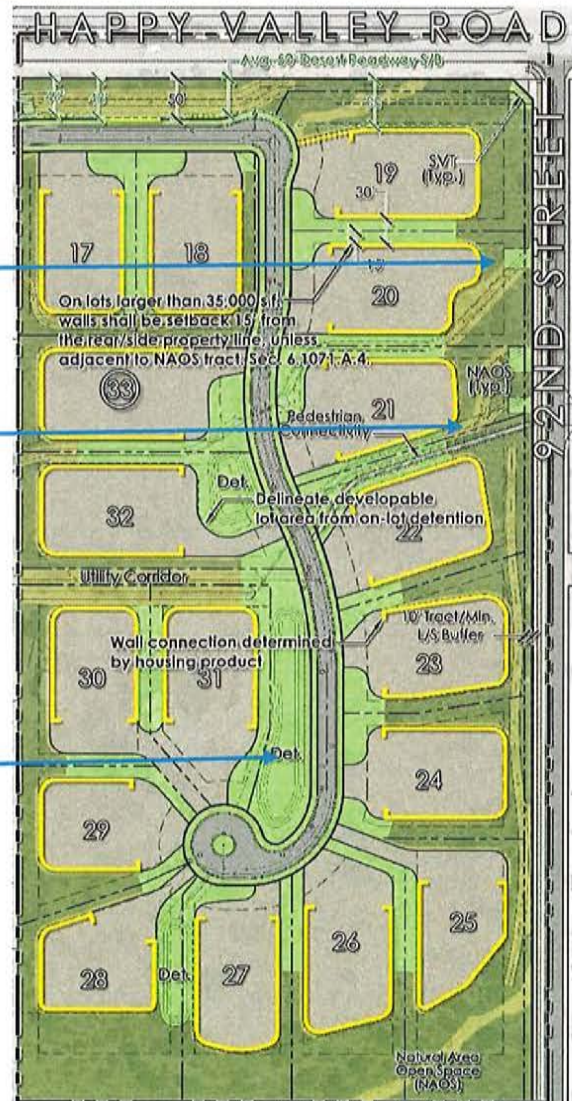 HAPPY VALLEY ROAD
Avg. 50' Desert Roadway S/B
50'
SVT
(Typ.)
19
30'
17
18
15'
20
On lots larger than 35,000 s.f.
walls shall be setback 15' from
the rear/side property line, unless
adjacent to NAOS tract. Sec. 6.1071.A.4.
92ND STREET
33
NAOS
(Typ.)
21
Pedestrian
Connectivity
Det.
32
Delineate developable
lot area from on-lot detention
22
Utility Corridor
10' Tract/Min.
L/S Buffer
Wall connection determined
by housing product
30
31
23
Det.
24
29
25
26
28
Det.
27
Natural Area
Open Space
(NAOS)